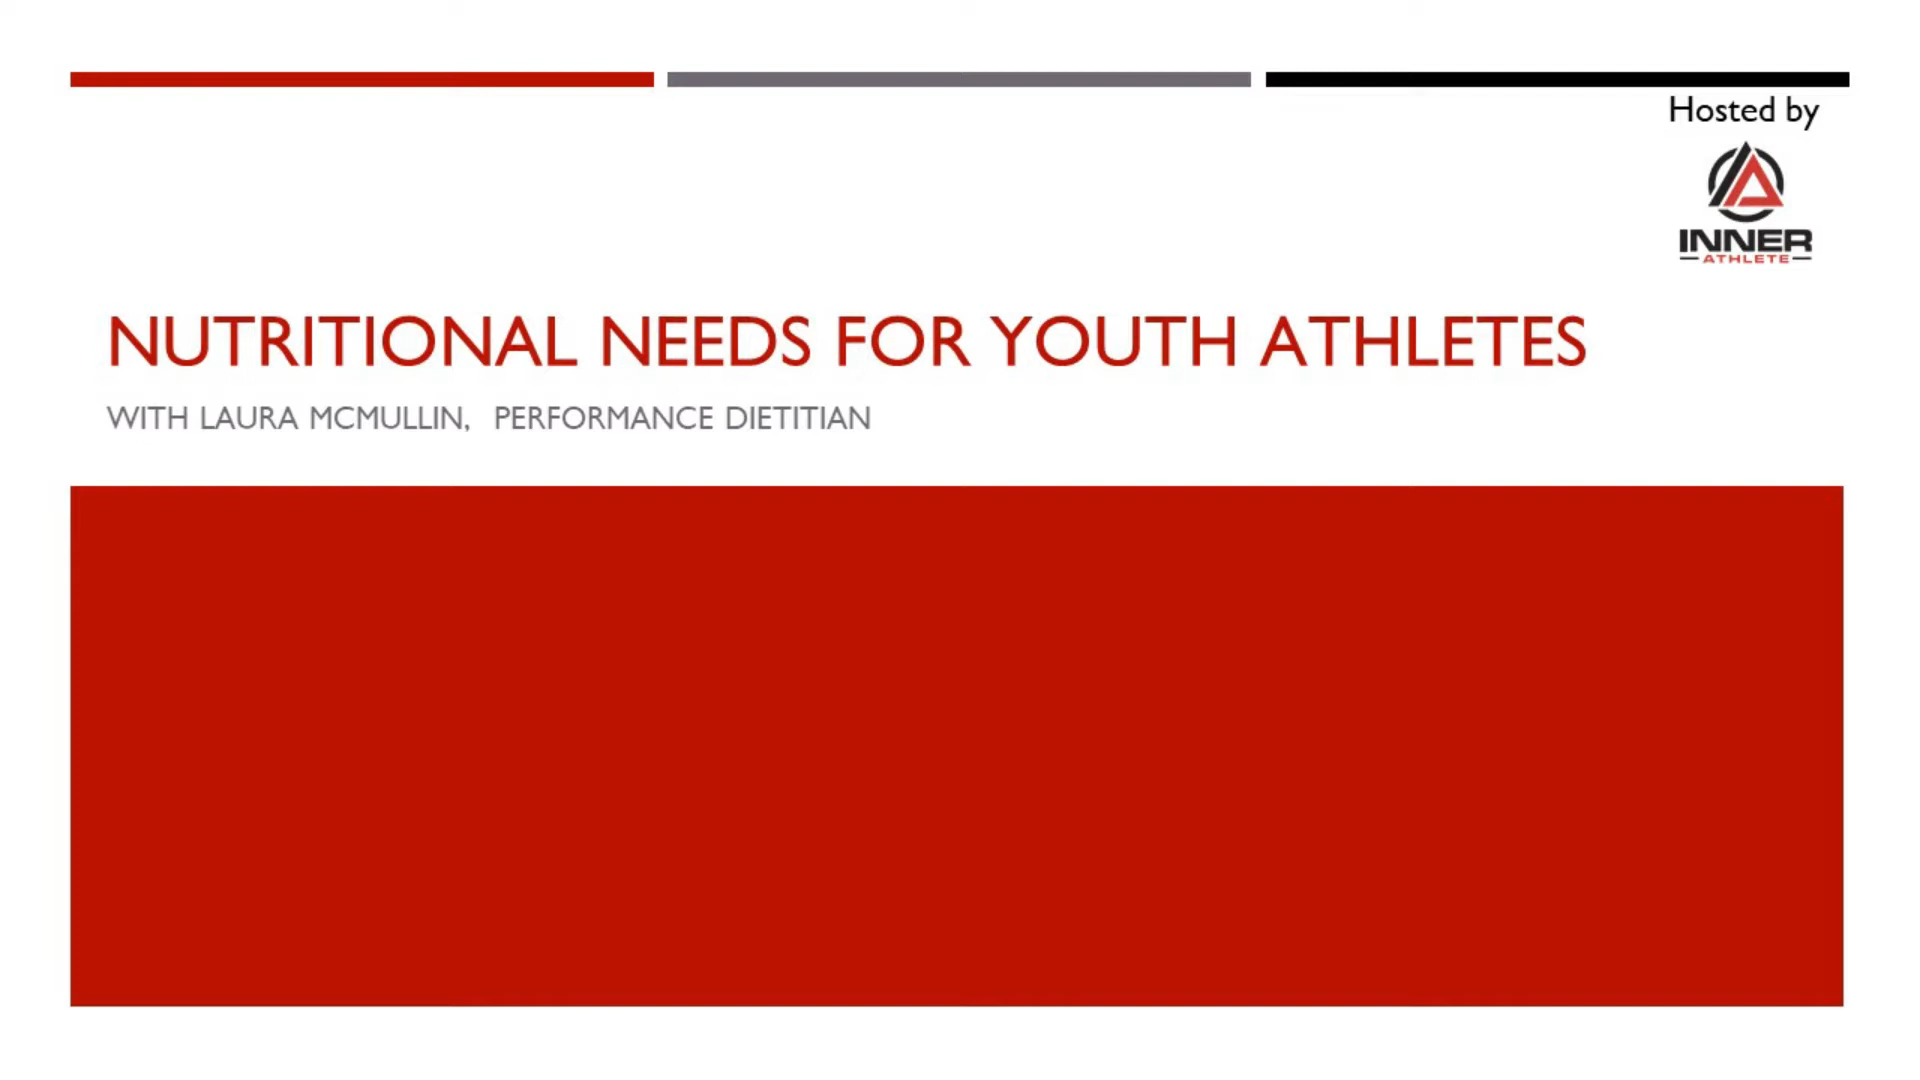 Hosted by
INNER
ATHLETE
NUTRITIONAL NEEDS FOR YOUTH ATHLETES
WITH LAURA MCMULLIN, PERFORMANCE DIETITIAN